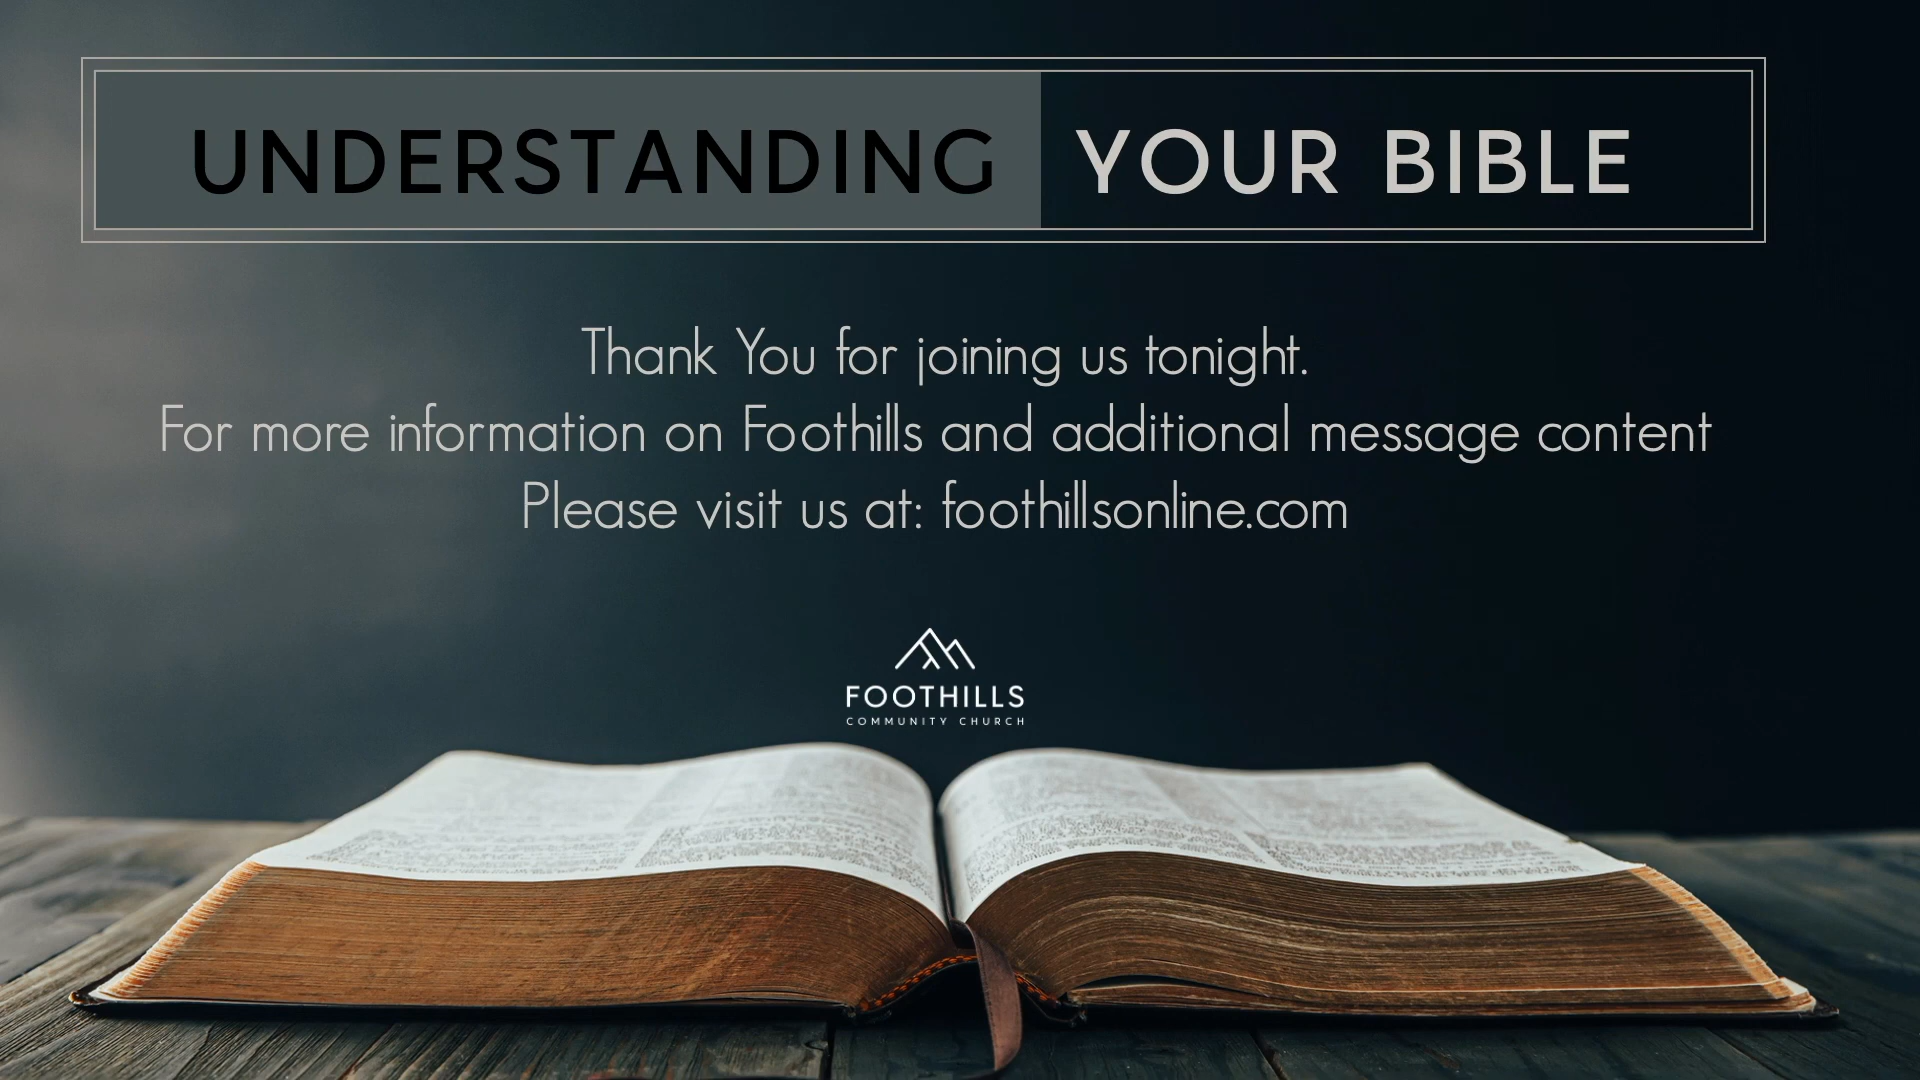 UNDERSTANDING YOUR BIBLE
Thank You for joining us tonight.
For more information on Foothills and additional message content
Please visit us at: foothillsonline.com
FOOTHILLS
COMMUNITY CHURCH